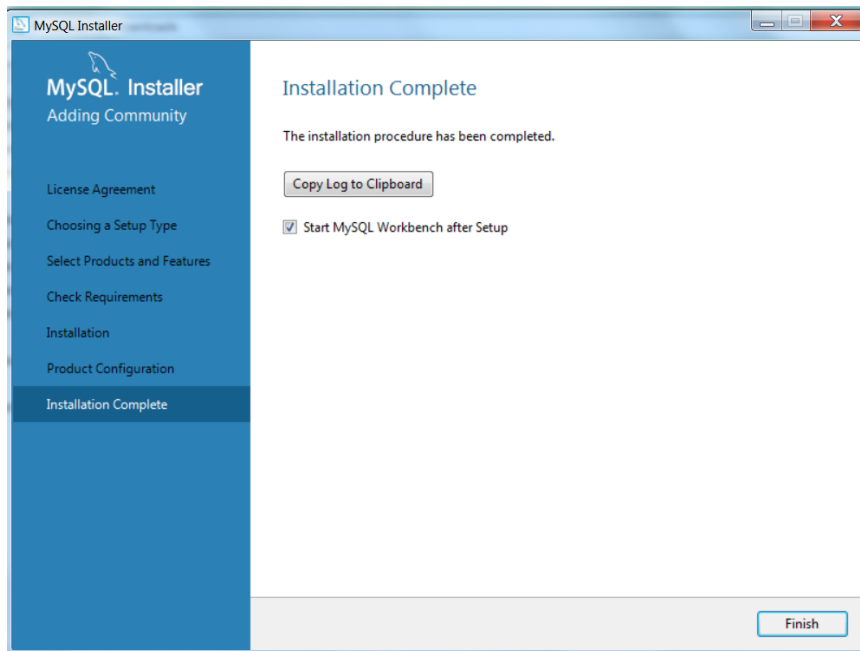 MySQL Installer
MySQL. Installer
Adding Community
License Agreement
Choosing a Setup Type
Select Products and Features
Check Requirements
Installation
Product Configuration
Installation Complete
Installation Complete
The installation procedure has been completed.
Copy Log to Clipboard
Start MySQL Workbench after Setup
Finish